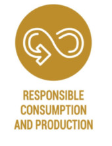 RESPONSIBLE
CONSUMPTION
AND PRODUCTION